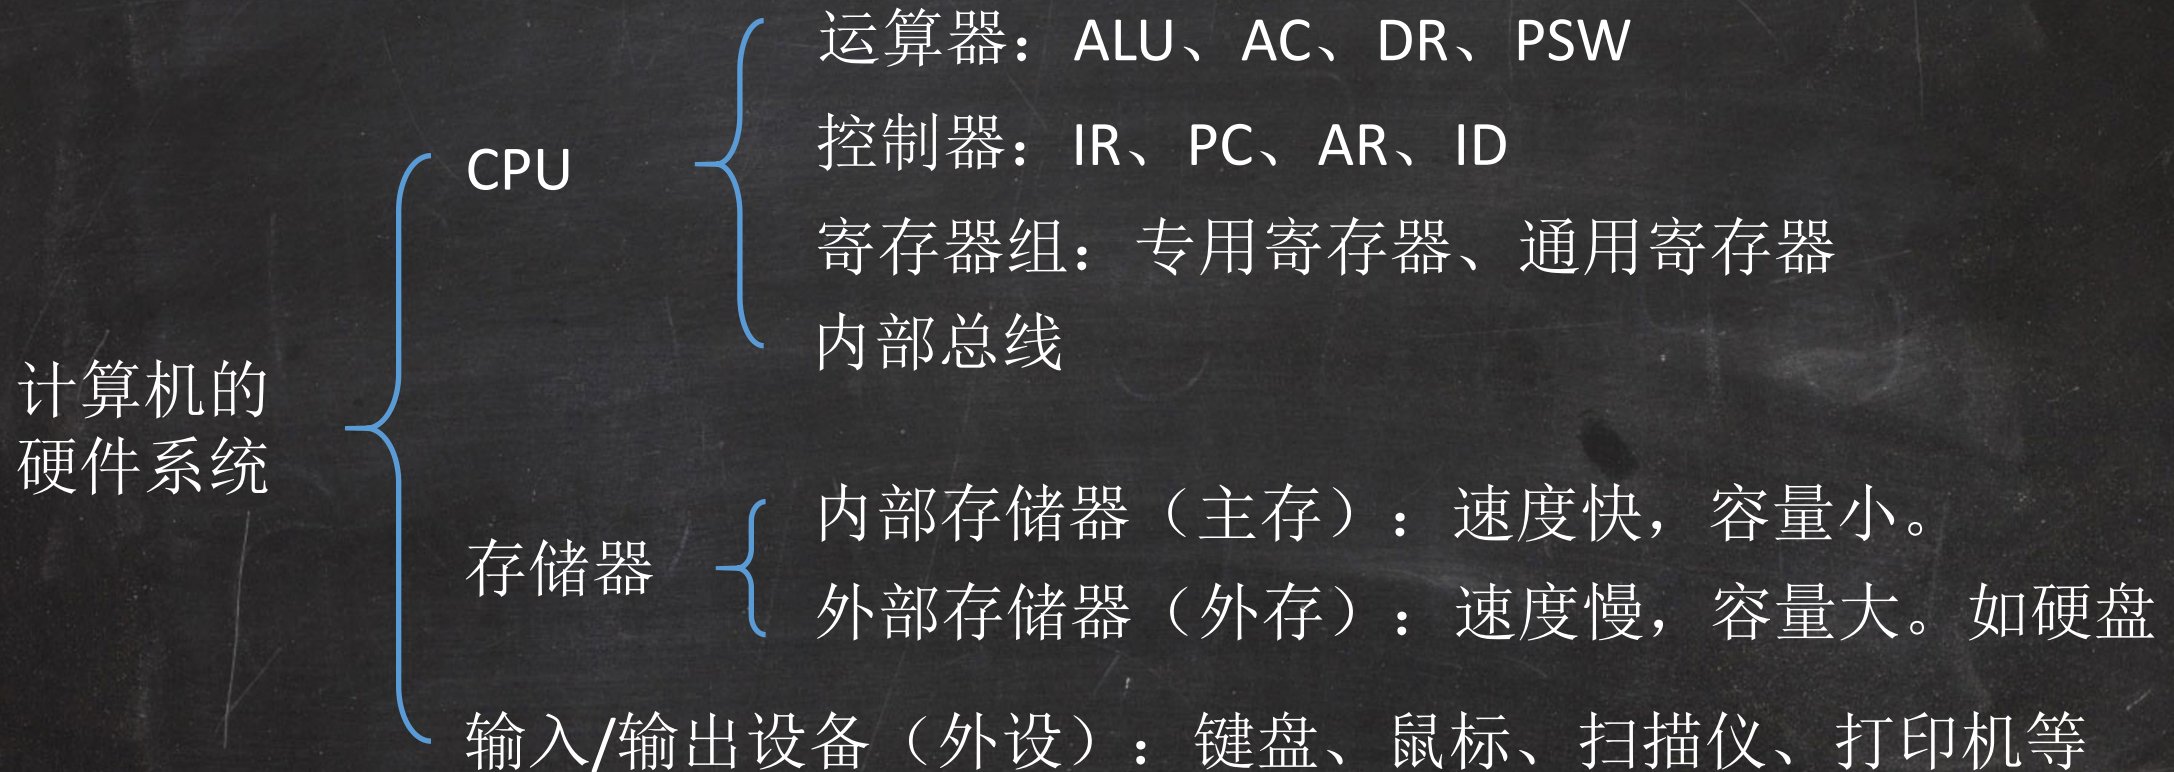 运算器：ALU、AC、DR、PSW
控制器：IR、PC、AR、ID
CPU
寄存器组：专用寄存器、通用寄存器
内部总线
计算机的
硬件系统
内部存储器（主存）：速度快，容量小。
存储器
外部存储器（外存）：速度慢，容量大。如硬盘
输入/输出设备（外设）：键盘、鼠标、扫描仪、打印机等